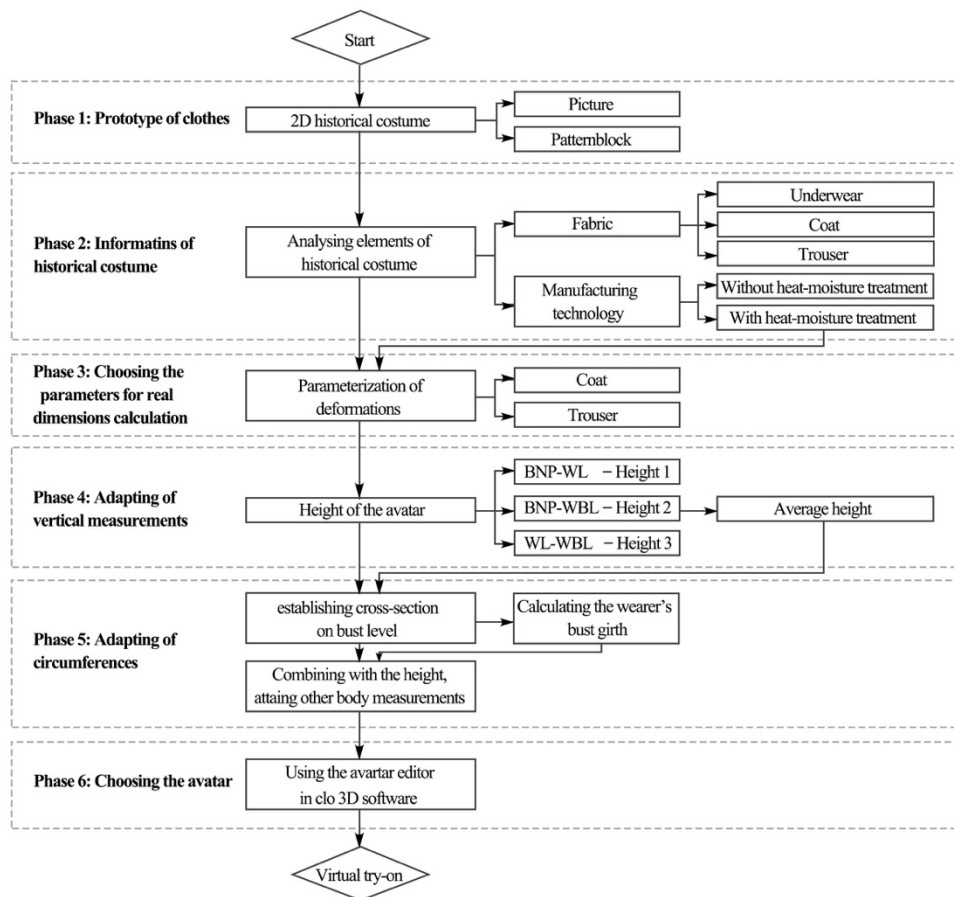 Start
Phase 1: Prototype of clothes
2D historical costume
Picture
Patternblock
Phase 2: Informatins of
historical costume
Analysing elements of
historical costume
Fabric
Underwear
Coat
Trouser
Manufacturing
technology
Without heat-moisture treatment
With heat-moisture treatment
Phase 3: Choosing the
parameters for real
dimensions calculation
Parameterization of
deformations
Coat
Trouser
Phase 4: Adapting of
vertical measurements
Height of the avatar
BNP-WL – Height 1
BNP-WBL – Height 2
WL-WBL – Height 3
Average height
Phase 5: Adapting of
circumferences
establishing cross-section
on bust level
Calculating the wearer’s
bust girth
Combining with the height,
attaing other body measurements
Phase 6: Choosing the avatar
Using the avartar editor
in clo 3D software
Virtual try-on